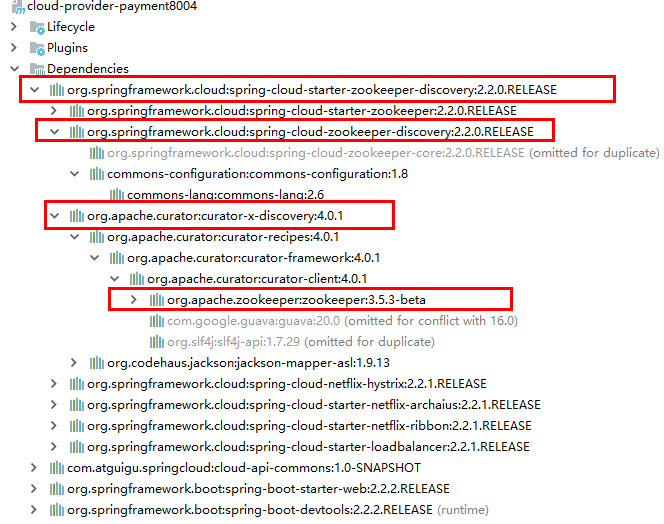 cloud-provider-payment8004
Lifecycle
Plugins
Dependencies
org.springframework.cloud:spring-cloud-starter-zookeeper-discovery:2.2.0.RELEASE
org.springframework.cloud:spring-cloud-starter-zookeeper:2.2.0.RELEASE
org.springframework.cloud:spring-cloud-zookeeper-discovery:2.2.0.RELEASE
org.springframework.cloud:spring-cloud-zookeeper-core:2.2.0.RELEASE (omitted for duplicate)
commons-configuration:commons-configuration:1.8
commons-lang:commons-lang:2.6
org.apache.curator:curator-x-discovery:4.0.1
org.apache.curator:curator-recipes:4.0.1
org.apache.curator:curator-framework:4.0.1
org.apache.curator:curator-client:4.0.1
org.apache.zookeeper:zookeeper:3.5.3-beta
com.google.guava:guava:20.0 (omitted for conflict with 16.0)
org.slf4j:slf4j-api:1.7.29 (omitted for duplicate)
org.codehaus.jackson:jackson-mapper-asl:1.9.13
org.springframework.cloud:spring-cloud-netflix-hystrix:2.2.1.RELEASE
org.springframework.cloud:spring-cloud-starter-netflix-archaius:2.2.1.RELEASE
org.springframework.cloud:spring-cloud-starter-netflix-ribbon:2.2.1.RELEASE
org.springframework.cloud:spring-cloud-starter-loadbalancer:2.2.1.RELEASE
com.atguigu.springcloud:cloud-api-commons:1.0-SNAPSHOT
org.springframework.boot:spring-boot-starter-web:2.2.2.RELEASE
org.springframework.boot:spring-boot-devtools:2.2.2.RELEASE (runtime)